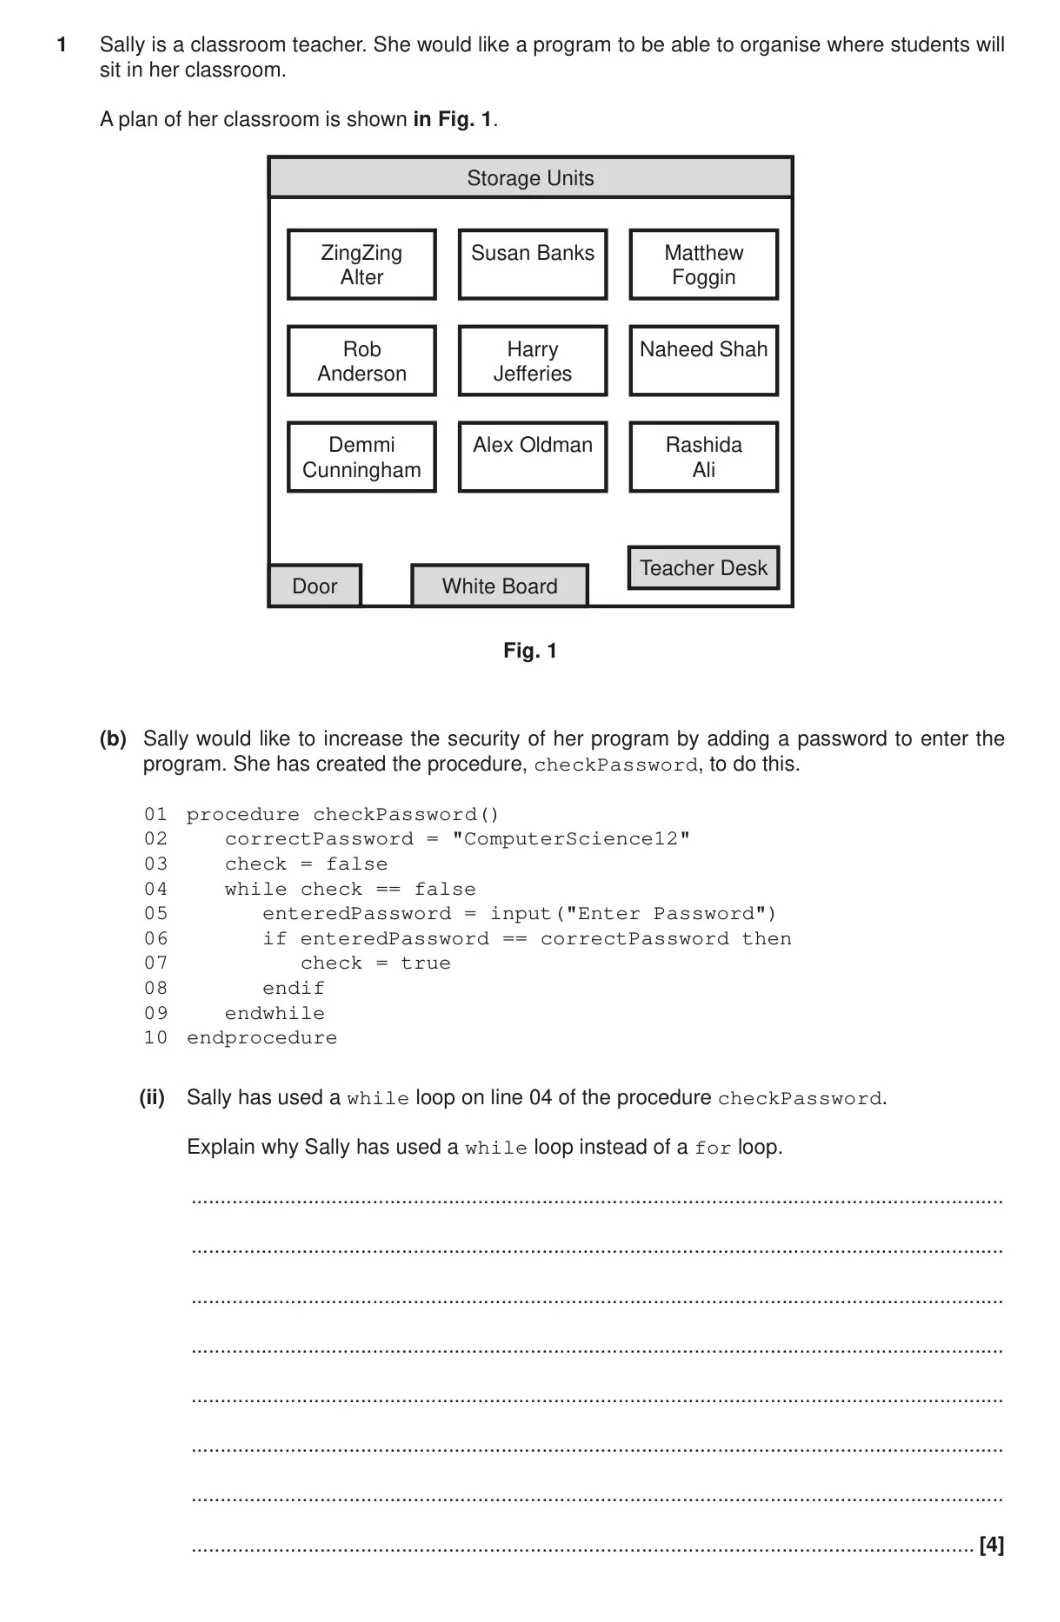 1 Sally is a classroom teacher. She would like a program to be able to organise where students will
sit in her classroom.
A plan of her classroom is shown in Fig. 1.
Storage Units
ZingZing
Alter
Susan Banks
Matthew
Foggin
Rob
Anderson
Harry
Jefferies
Naheed Shah
Demmi
Cunningham
Alex Oldman
Rashida
Ali
Door
White Board
Teacher Desk
Fig. 1
(b) Sally would like to increase the security of her program by adding a password to enter the
program. She has created the procedure, checkPassword, to do this.
01 procedure checkPassword()
02 correctPassword = "ComputerScience12"
03 check = false
04 while check == false
05 enteredPassword = input("Enter Password")
06 if enteredPassword == correctPassword then
07 check = true
08 endif
09 endwhile
10 endprocedure
(ii) Sally has used a while loop on line 04 of the procedure checkPassword.
Explain why Sally has used a while loop instead of a for loop.
[4]